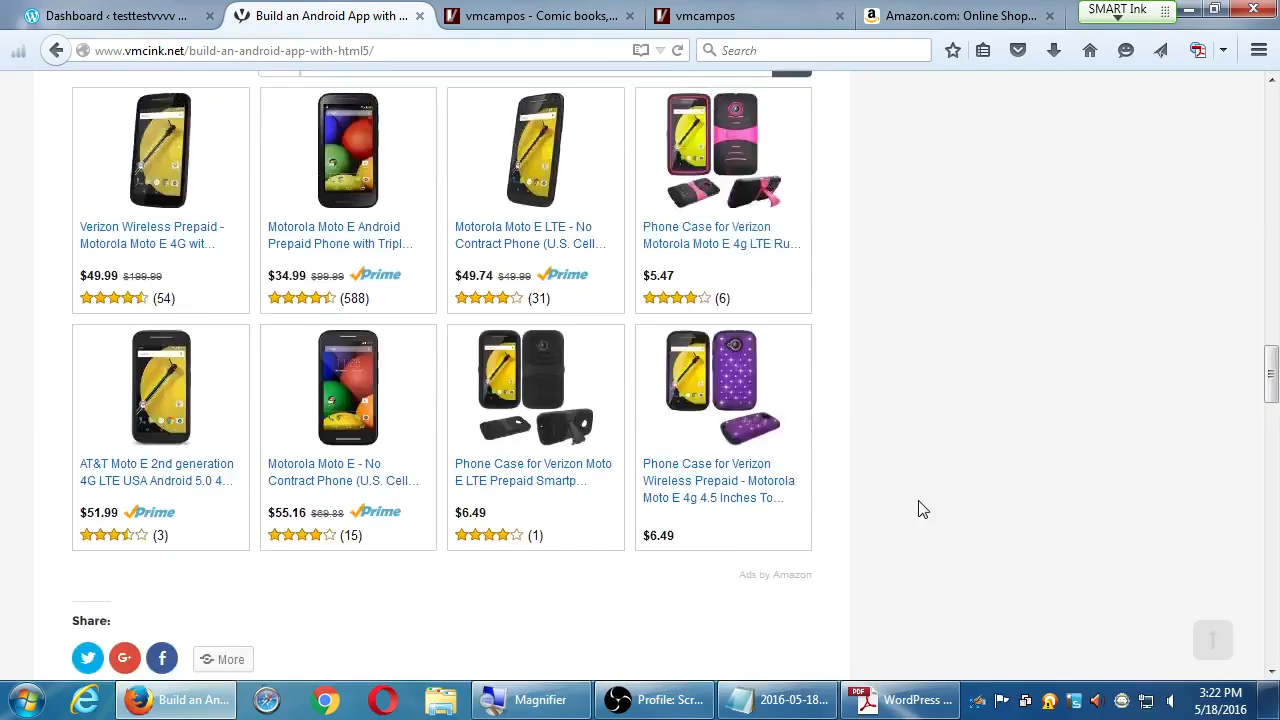 Dashboard ‹ testtestvvvv ...
Build an Android App with ...
vmcampos - Comic books,...
vmcampos
Amazon.com: Online Shop...
SMART Ink
www.vmcink.net/build-an-android-app-with-html5/
Search
Verizon Wireless Prepaid -
Motorola Moto E 4G wit...
$49.99 $199.99
(54)
Motorola Moto E Android
Prepaid Phone with Tripl...
$34.99 $99.99 Prime
(588)
Motorola Moto E LTE - No
Contract Phone (U.S. Cell...
$49.74 $49.99 Prime
(31)
Phone Case for Verizon
Motorola Moto E 4g LTE Ru...
$5.47
(6)
AT&T Moto E 2nd generation
4G LTE USA Android 5.0 4...
$51.99 Prime
(3)
Motorola Moto E - No
Contract Phone (U.S. Cell...
$55.16 $69.88 Prime
(15)
Phone Case for Verizon Moto
E LTE Prepaid Smartp...
$6.49
(1)
Phone Case for Verizon
Wireless Prepaid - Motorola
Moto E 4g 4.5 Inches To...
$6.49
Ads by Amazon
Share:
G+
More
Build an An...
Magnifier
Profile: Scr...
2016-05-18...
PDF
WordPress ...
3:22 PM
5/18/2016